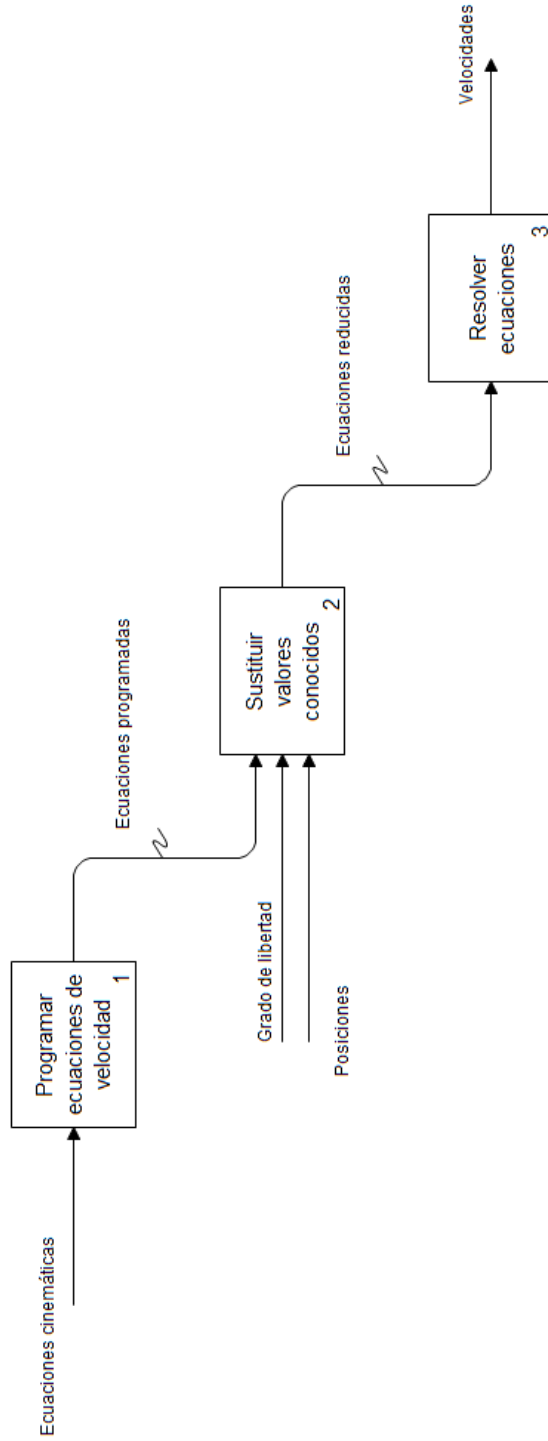 Ecuaciones cinemáticas
Programar
ecuaciones de
velocidad
1
Ecuaciones programadas
Grado de libertad
Posiciones
Sustituir
valores
conocidos
2
Ecuaciones reducidas
Resolver
ecuaciones
3
Velocidades